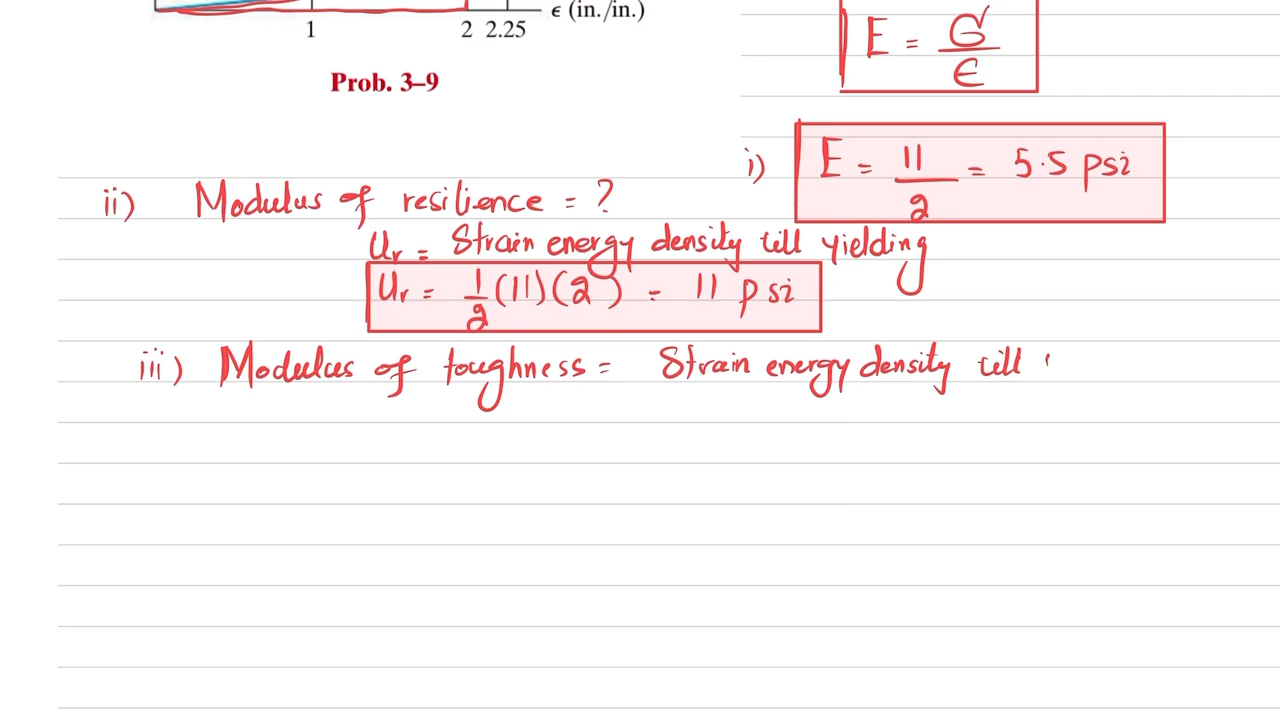 ϵ (in./in.)
1 2 2.25
Prob. 3–9
E = σ/ϵ
i) E = 11/2 = 5.5 psi
ii) Modulus of resilience = ?
Ur = Strain energy density till yielding
Ur = 1/2 (11)(2) = 11 psi
iii) Modulus of toughness = Strain energy density till